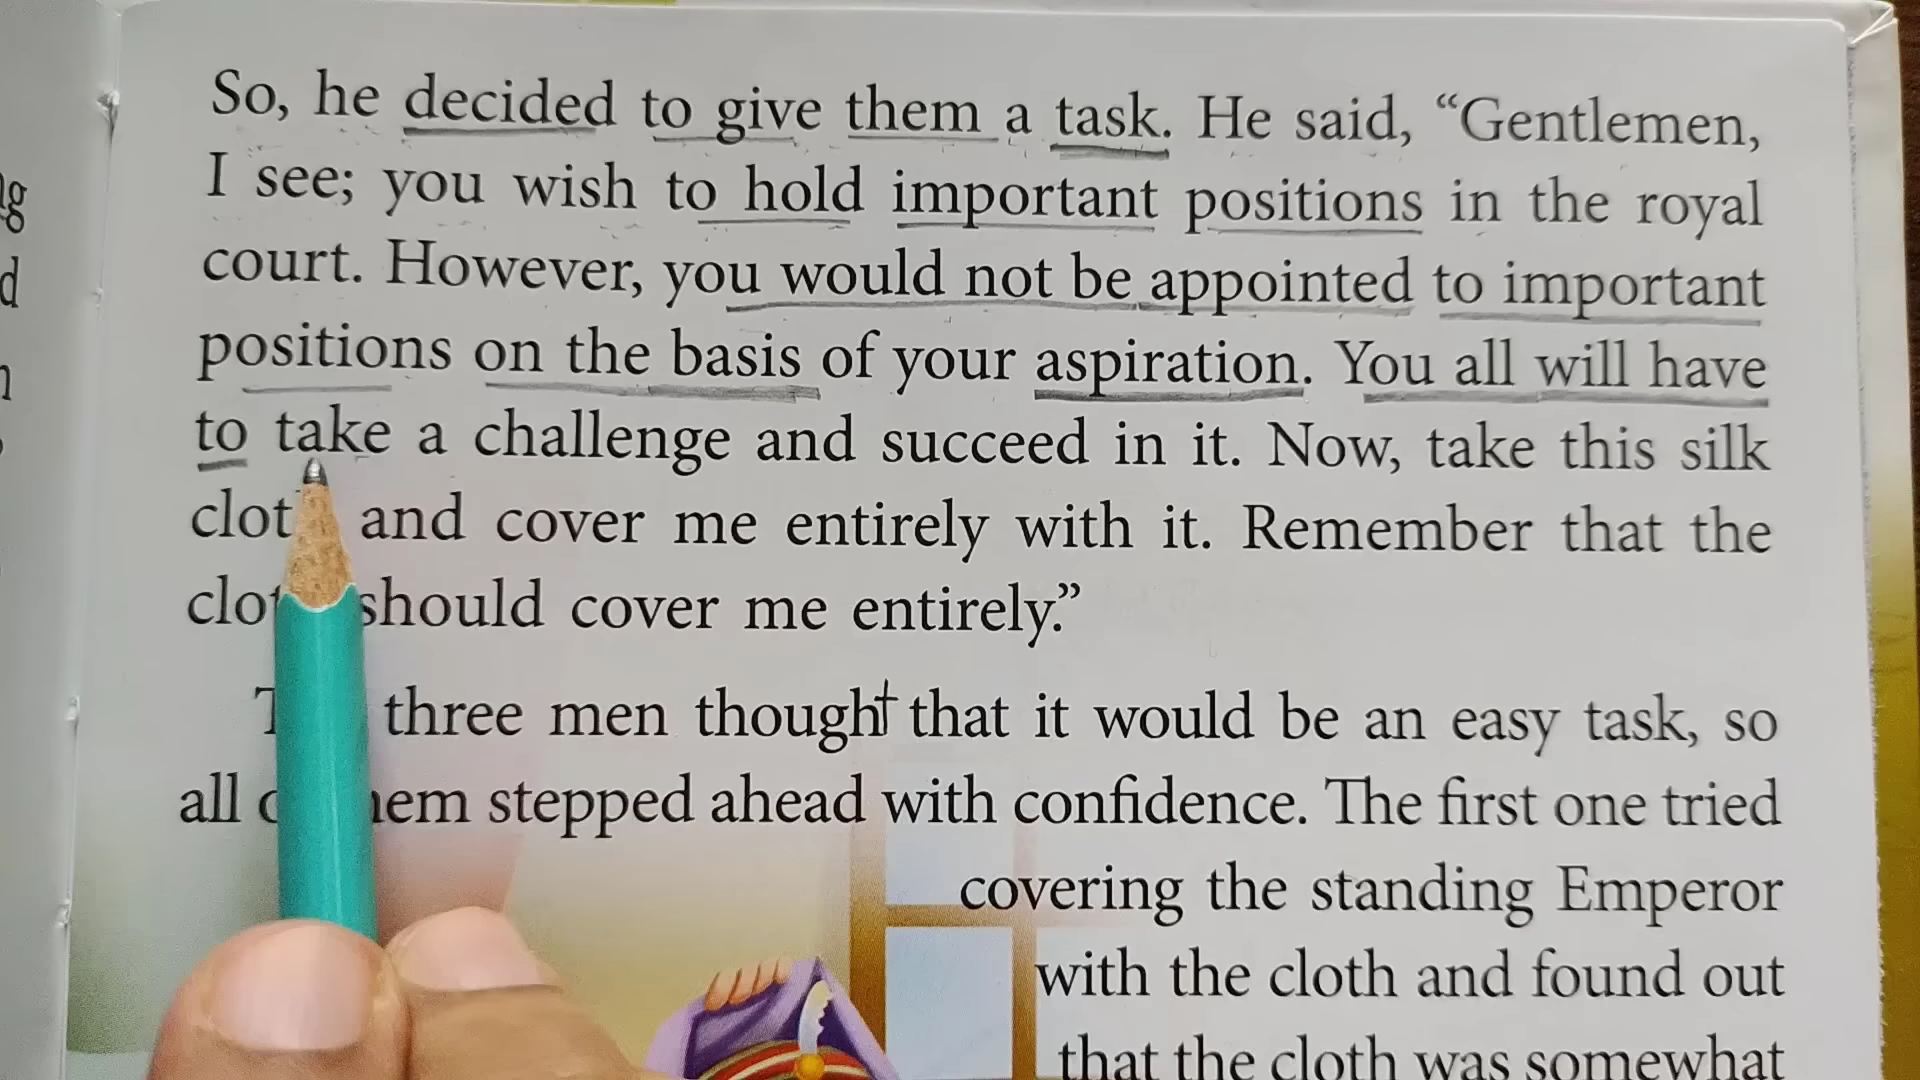 So, he decided to give them a task. He said, “Gentlemen,
I see; you wish to hold important positions in the royal
court. However, you would not be appointed to important
positions on the basis of your aspiration. You all will have
to take a challenge and succeed in it. Now, take this silk
and cover me entirely with it. Remember that the
should cover me entirely.”
three men thought that it would be an easy task, so
all stepped ahead with confidence. The first one tried
covering the standing Emperor
with the cloth and found out
that the cloth was somewhat